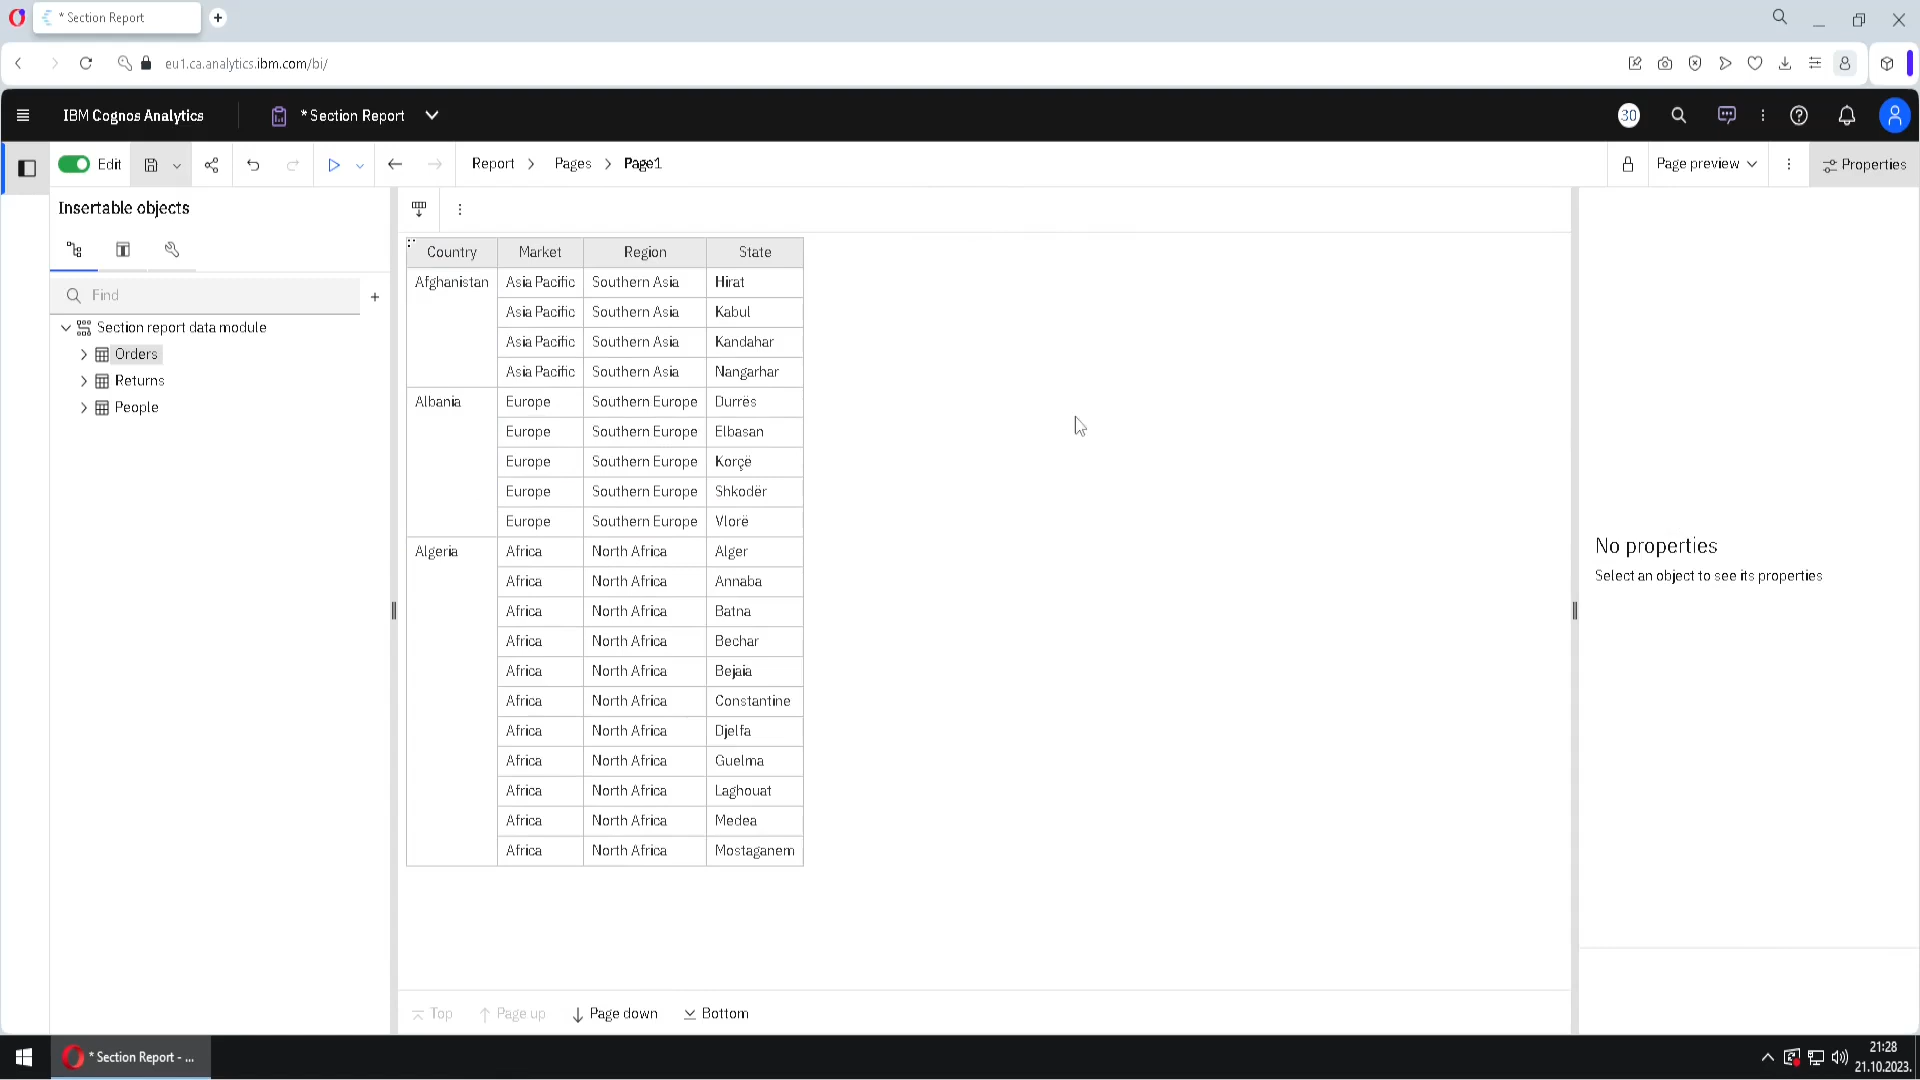 * Section Report
eu1.ca.analytics.ibm.com/bi/
IBM Cognos Analytics
* Section Report
30
Edit
Report
Pages
Page1
Page preview
Properties
Insertable objects
Find
Section report data module
Orders
Returns
People
Country Market Region State
Afghanistan Asia Pacific Southern Asia Hirat
Asia Pacific Southern Asia Kabul
Asia Pacific Southern Asia Kandahar
Asia Pacific Southern Asia Nangarhar
Albania Europe Southern Europe Durrës
Europe Southern Europe Elbasan
Europe Southern Europe Korçë
Europe Southern Europe Shkodër
Europe Southern Europe Vlorë
Algeria Africa North Africa Alger
Africa North Africa Annaba
Africa North Africa Batna
Africa North Africa Bechar
Africa North Africa Bejaia
Africa North Africa Constantine
Africa North Africa Djelfa
Africa North Africa Guelma
Africa North Africa Laghouat
Africa North Africa Medea
Africa North Africa Mostaganem
No properties
Select an object to see its properties
Top Page up Page down Bottom
* Section Report - ...
21:28
21.10.2023.